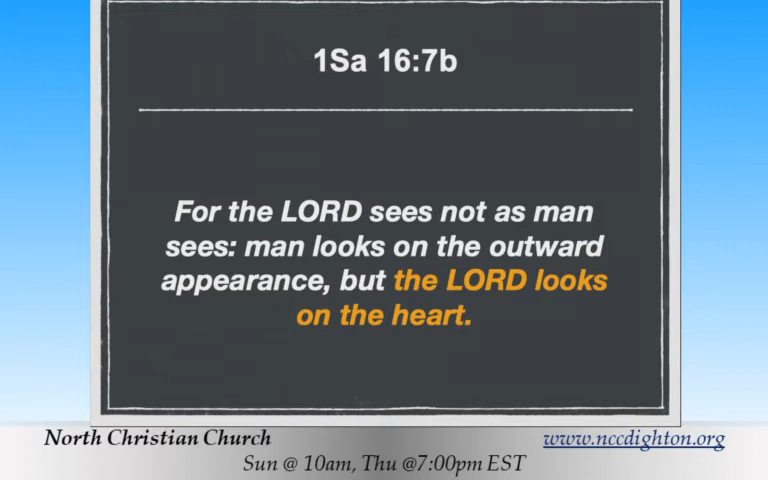 1Sa 16:7b
For the LORD sees not as man
sees: man looks on the outward
appearance, but the LORD looks
on the heart.
North Christian Church
www.nccdighton.org
Sun @ 10am, Thu @7:00pm EST